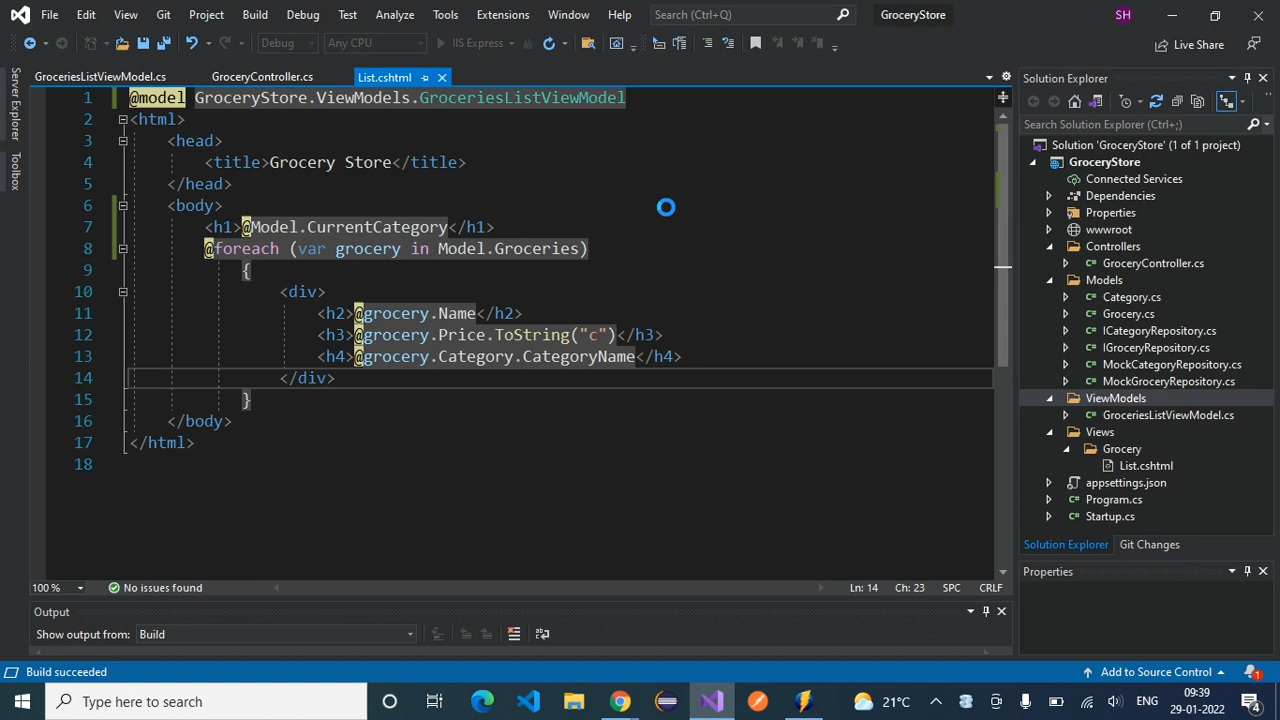 File Edit View Git Project Build Debug Test Analyze Tools Extensions Window Help Search (Ctrl+Q) GroceryStore SH
Debug Any CPU IIS Express Live Share
Server Explorer
Toolbox
GroceriesListViewModel.cs GroceryController.cs List.cshtml
1 @model GroceryStore.ViewModels.GroceriesListViewModel
2 <html>
3 <head>
4 <title>Grocery Store</title>
5 </head>
6 <body>
7 <h1>@Model.CurrentCategory</h1>
8 @foreach (var grocery in Model.Groceries)
9 {
10 <div>
11 <h2>@grocery.Name</h2>
12 <h3>@grocery.Price.ToString("c")</h3>
13 <h4>@grocery.Category.CategoryName</h4>
14 </div>
15 }
16 </body>
17 </html>
18
100 % No issues found Ln: 14 Ch: 23 SPC CRLF
Output
Show output from: Build
Solution Explorer
Search Solution Explorer (Ctrl+;)
Solution 'GroceryStore' (1 of 1 project)
GroceryStore
Connected Services
Dependencies
Properties
wwwroot
Controllers
GroceryController.cs
Models
Category.cs
Grocery.cs
ICategoryRepository.cs
IGroceryRepository.cs
MockCategoryRepository.cs
MockGroceryRepository.cs
ViewModels
GroceriesListViewModel.cs
Views
Grocery
List.cshtml
appsettings.json
Program.cs
Startup.cs
Solution Explorer Git Changes
Properties
Build succeeded Add to Source Control 1
Type here to search 21°C ENG 09:39
29-01-2022 4